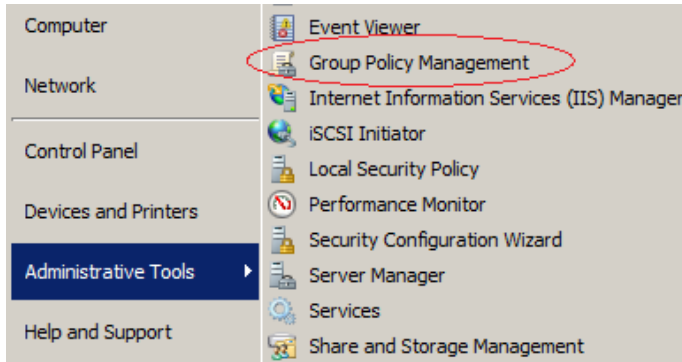 Computer
Network
Control Panel
Devices and Printers
Administrative Tools
Help and Support
Event Viewer
Group Policy Management
Internet Information Services (IIS) Manager
iSCSI Initiator
Local Security Policy
Performance Monitor
Security Configuration Wizard
Server Manager
Services
Share and Storage Management